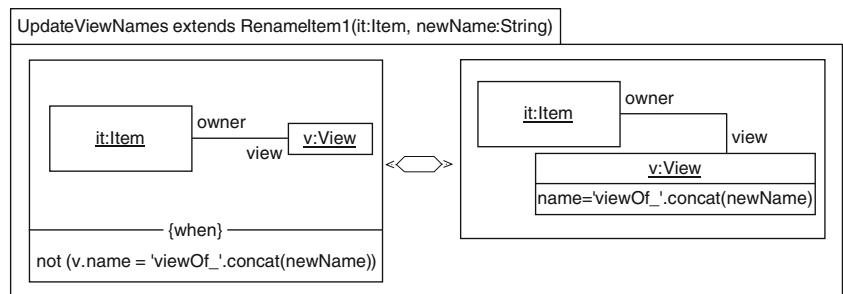 UpdateViewNames extends RenameItem1(it:Item, newName:String)
it:Item
owner
view
v:View
{when}
not (v.name = 'viewOf_'.concat(newName))
it:Item
owner
view
v:View
name='viewOf_'.concat(newName)